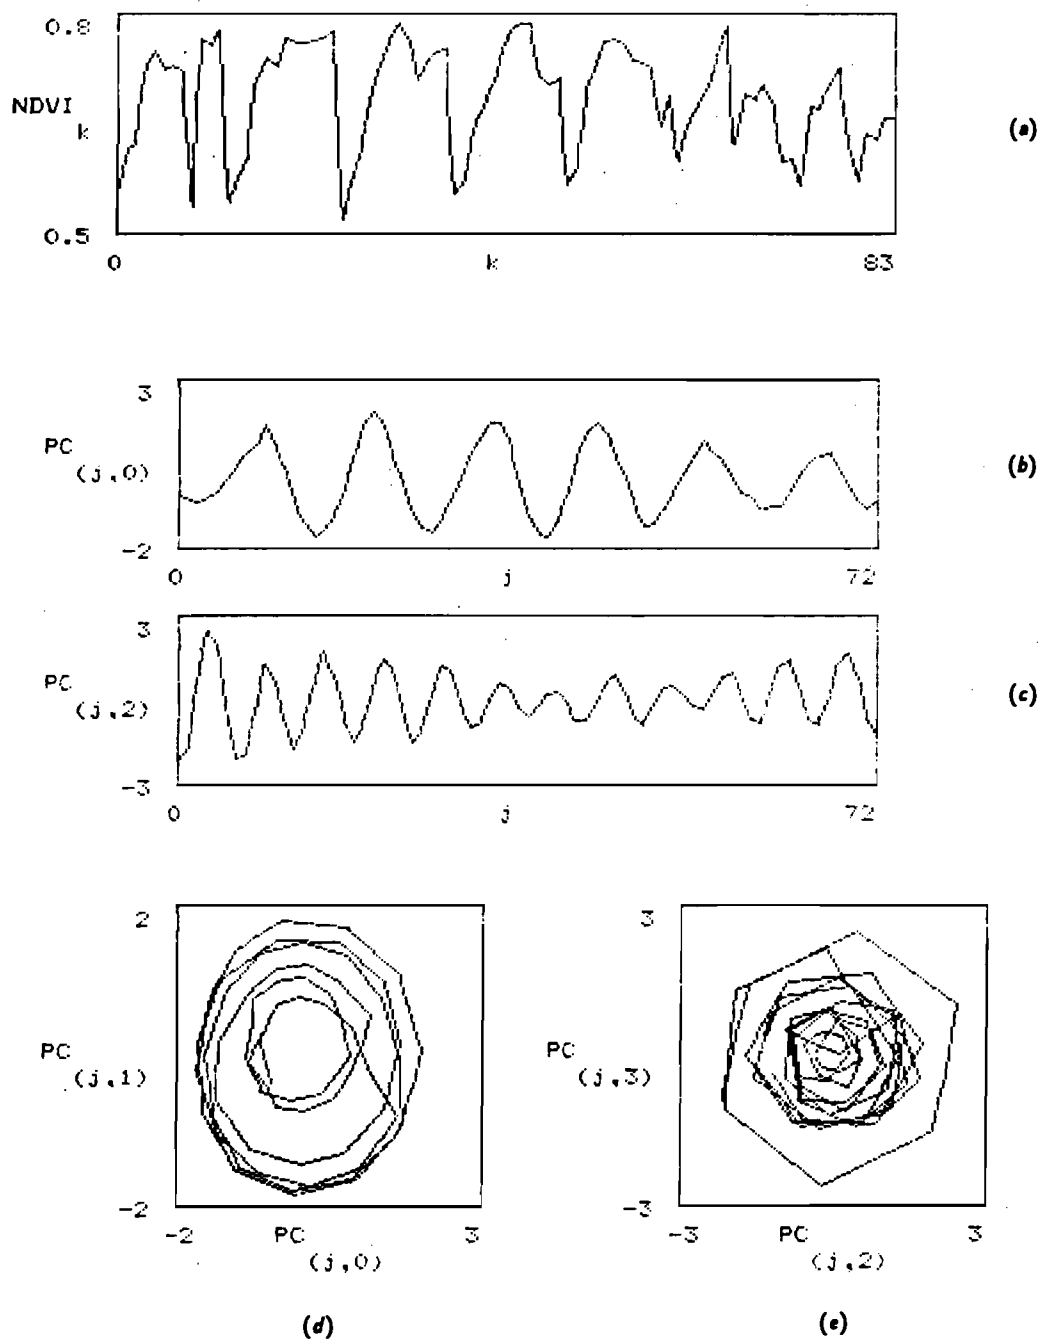 0.8
NDVI
k
(a)
0.5
0
k
83
3
PC
(j,0)
(b)
-2
0
j
72
3
PC
(j,2)
(c)
-3
0
j
72
2
3
PC
(j,1)
PC
(j,3)
-2
-3
-2
PC
3
-3
PC
3
(j,0)
(j,2)
(d)
(e)